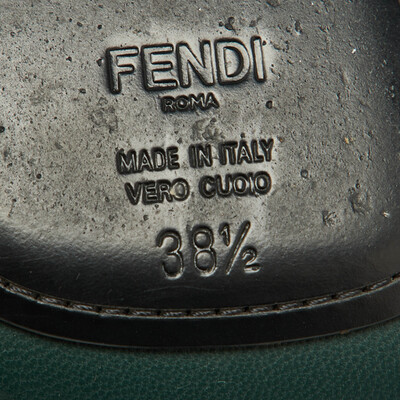 FENDI
ROMA
MADE IN ITALY
VERO CUOIO
38½